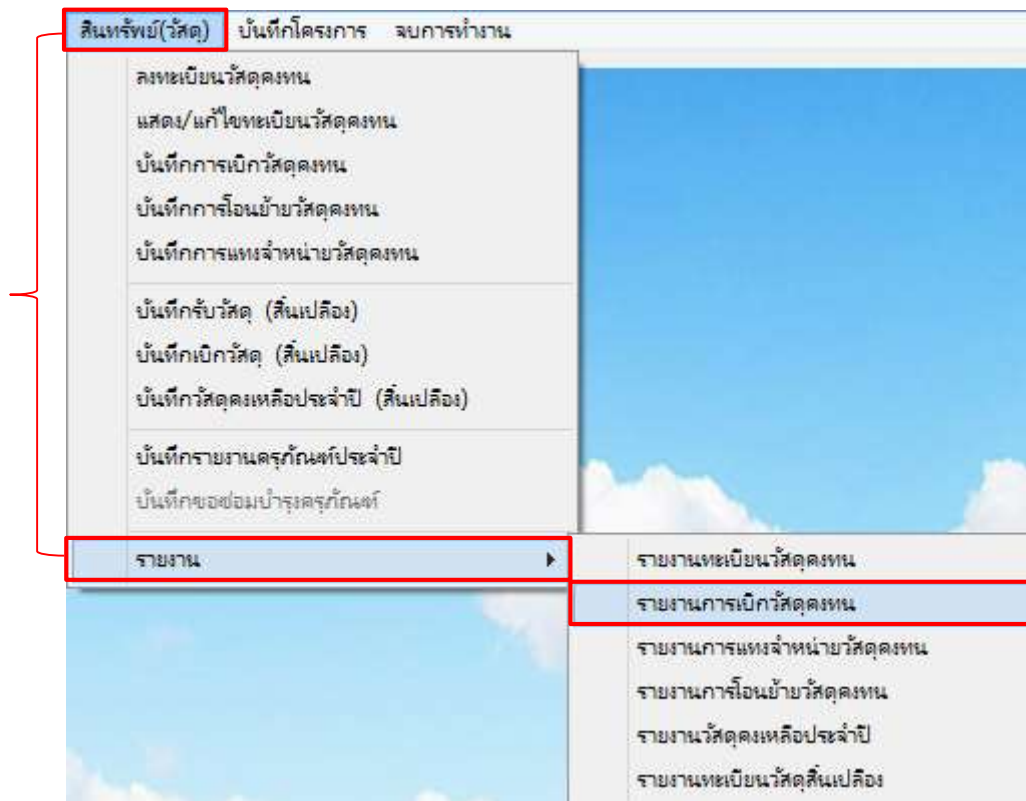 สินทรัพย์(วัสดุ) บันทึกโครงการ จบการทำงาน
ลงทะเบียนวัสดุคงทน
แสดง/แก้ไขทะเบียนวัสดุคงทน
บันทึกการเบิกวัสดุคงทน
บันทึกการโอนย้ายวัสดุคงทน
บันทึกการแทงจำหน่ายวัสดุคงทน
บันทึกรับวัสดุ (สิ้นเปลือง)
บันทึกเบิกวัสดุ (สิ้นเปลือง)
บันทึกวัสดุคงเหลือประจำปี (สิ้นเปลือง)
บันทึกรายงานครุภัณฑ์ประจำปี
บันทึกขอซ่อมบำรุงครุภัณฑ์
รายงาน
รายงานทะเบียนวัสดุคงทน
รายงานการเบิกวัสดุคงทน
รายงานการแทงจำหน่ายวัสดุคงทน
รายงานการโอนย้ายวัสดุคงทน
รายงานวัสดุคงเหลือประจำปี
รายงานทะเบียนวัสดุสิ้นเปลือง